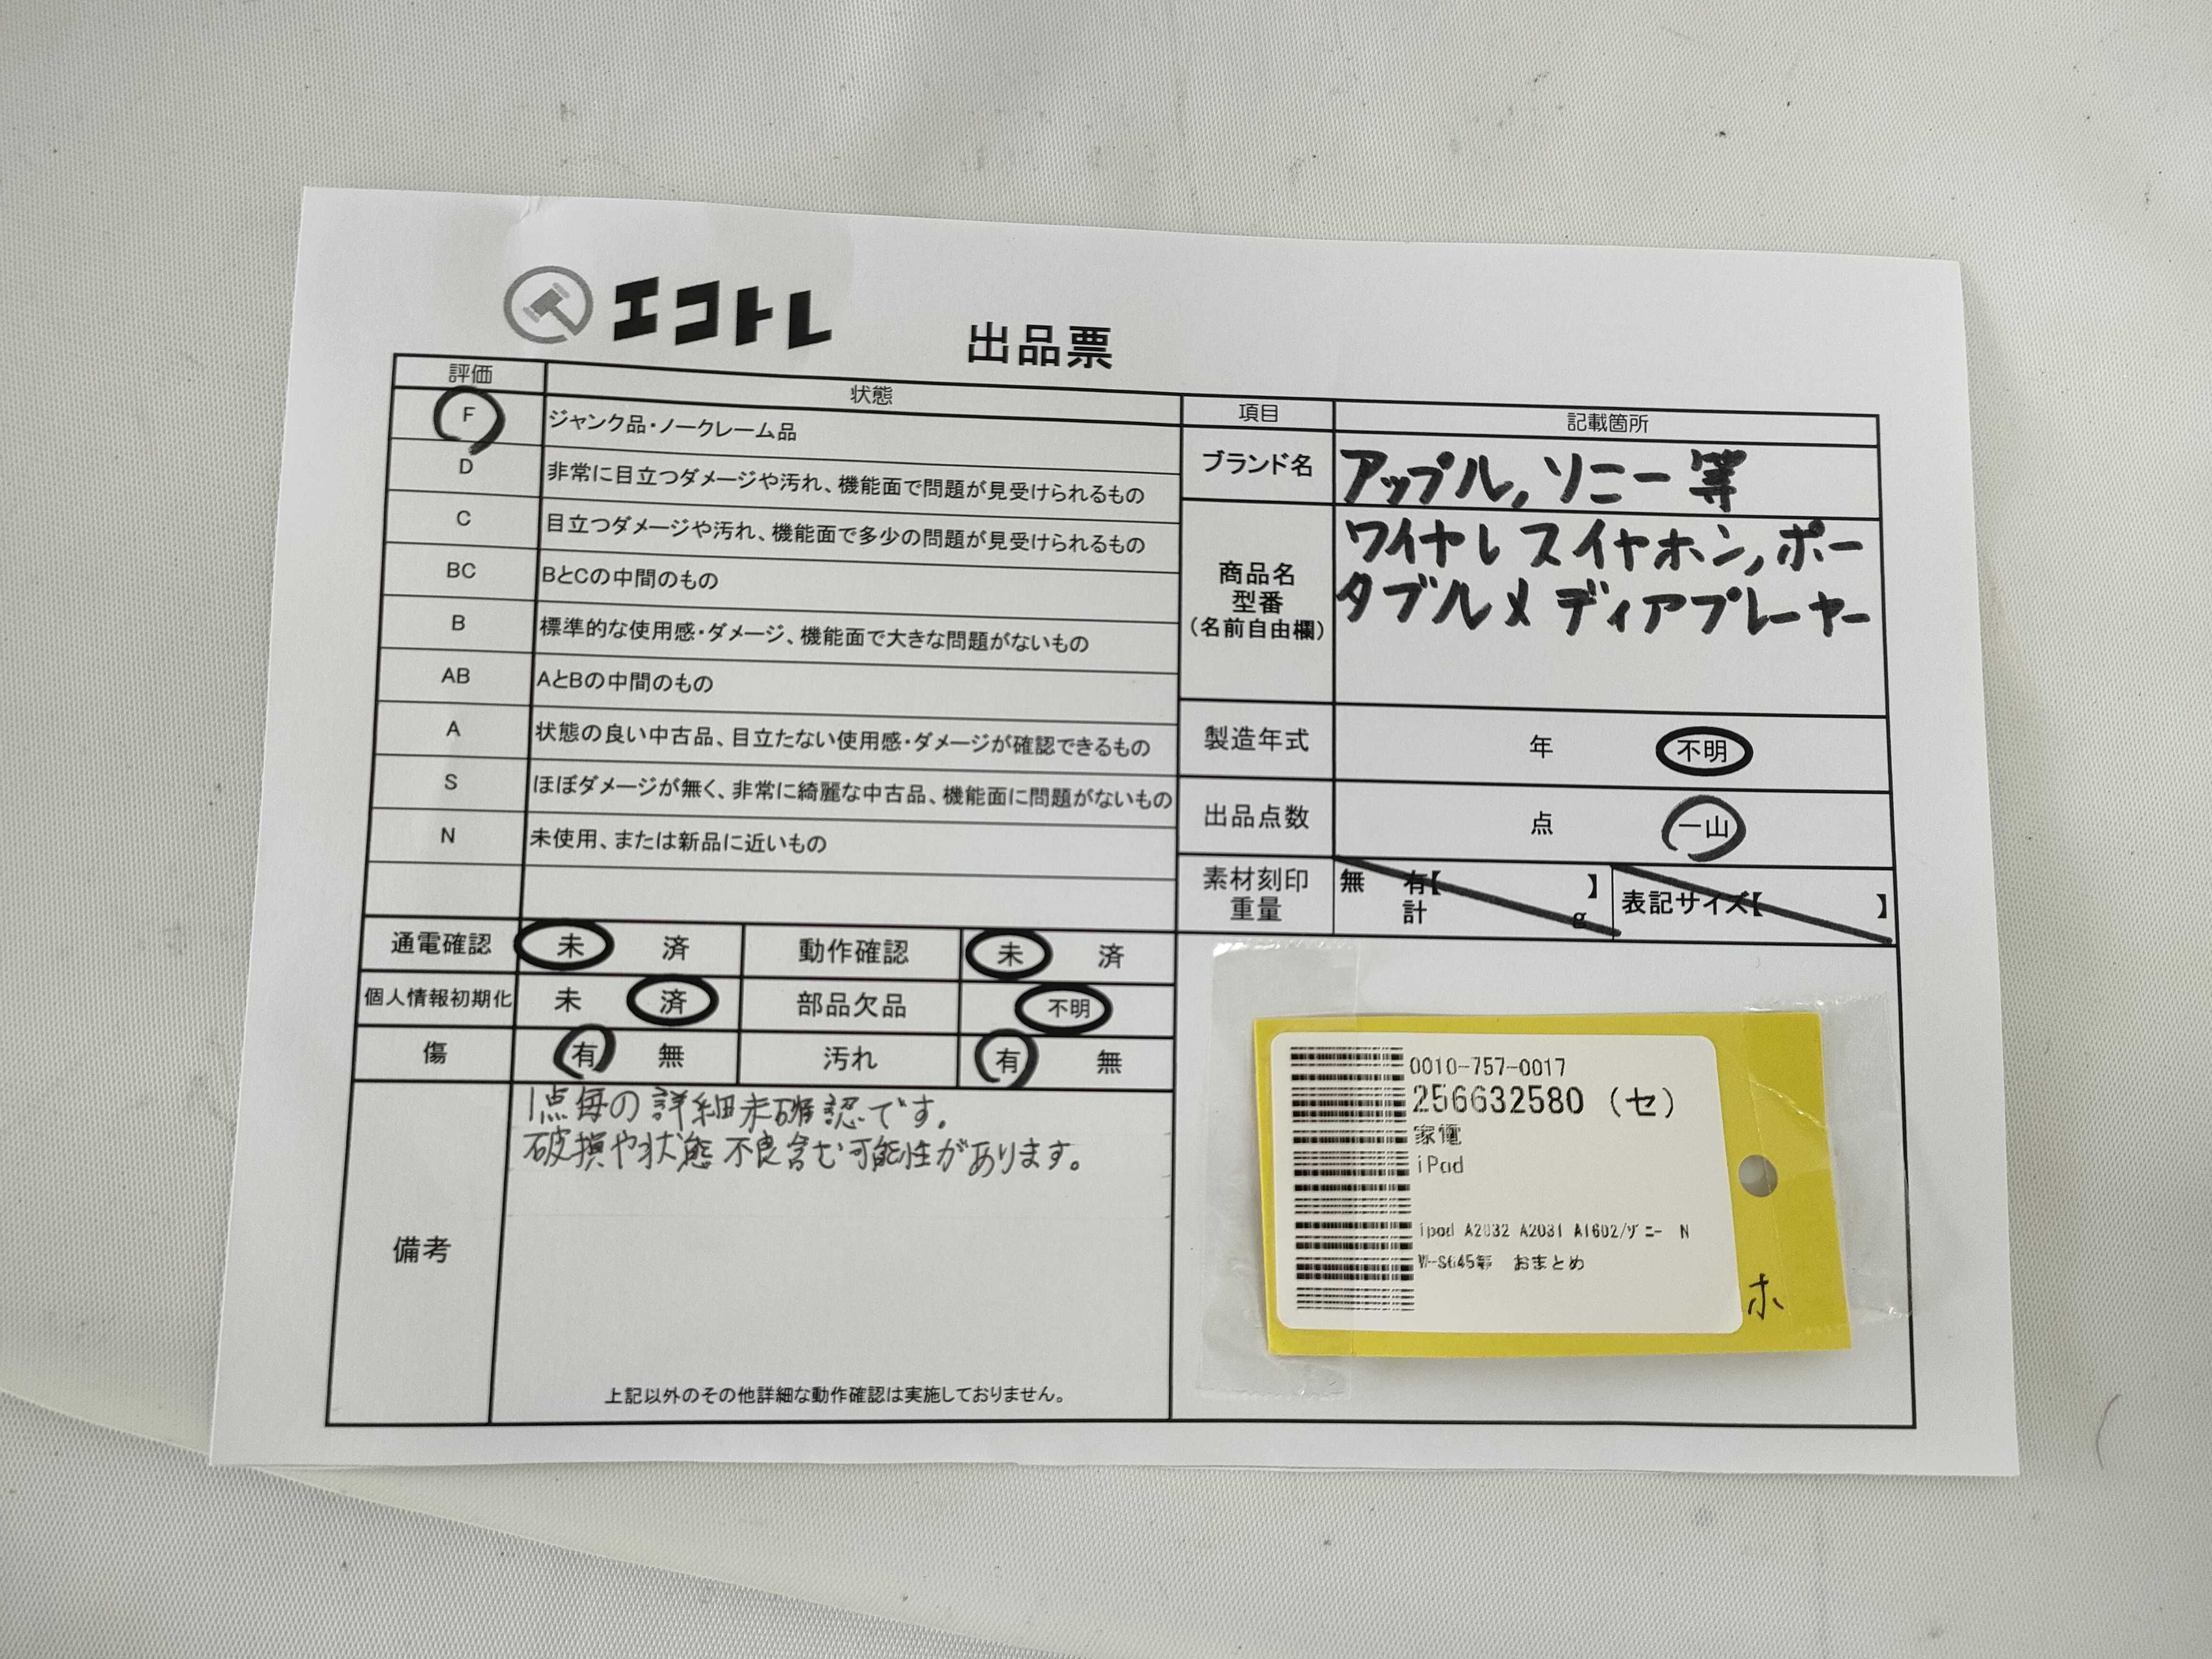 エコトレ
出品票
評価 状態
F ジャンク品・ノークレーム品
D 非常に目立つダメージや汚れ、機能面で問題が見受けられるもの
C 目立つダメージや汚れ、機能面で多少の問題が見受けられるもの
BC BとCの中間のもの
B 標準的な使用感・ダメージ、機能面で大きな問題がないもの
AB AとBの中間のもの
A 状態の良い中古品、目立たない使用感・ダメージが確認できるもの
S ほぼダメージが無く、非常に綺麗な中古品、機能面に問題がないもの
N 未使用、または新品に近いもの
項目 記載箇所
ブランド名 アップル,ソニー等
商品名
型番
(名前自由欄)
ワイヤレスイヤホン,ポー
タブルメディアプレーヤー
製造年式 年 不明
出品点数 点 一山
素材刻印
重量
無 有【 】
計 g
表記サイズ【 】
通電確認 未 済 動作確認 未 済
個人情報初期化 未 済 部品欠品 不明
傷 有 無 汚れ 有 無
備考
1点毎の詳細未確認です。
破損や状態不良含む可能性があります。
上記以外のその他詳細な動作確認は実施しておりません。
0010-757-0017
256632580 (セ)
家電
iPod
ipod A2032 A2031 A1602/ソニー N
W-S645等 おまとめ
ホ